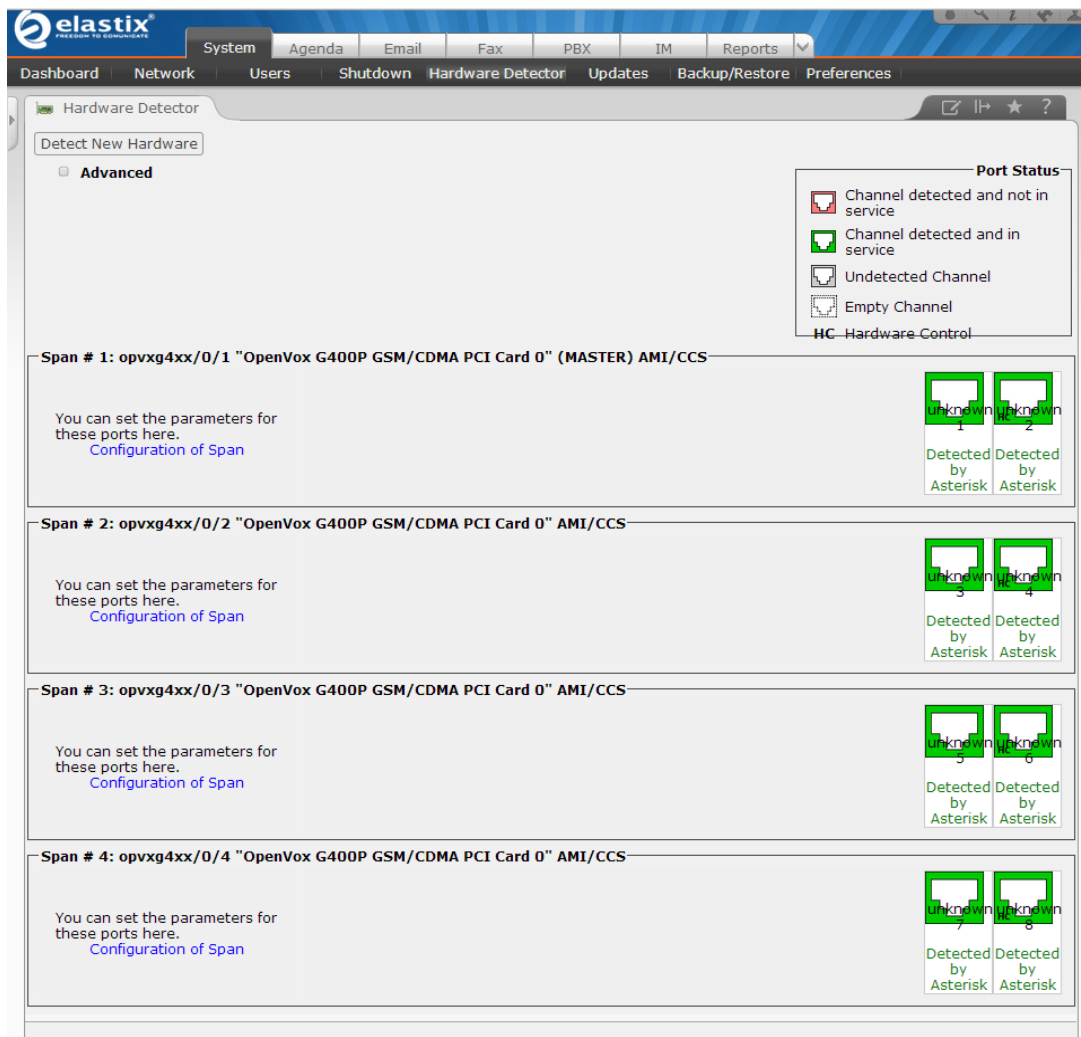 elastix®
FREEDOM TO COMUNICATE
System Agenda Email Fax PBX IM Reports
Dashboard Network Users Shutdown Hardware Detector Updates Backup/Restore Preferences
Hardware Detector
Detect New Hardware
Advanced
Port Status
Channel detected and not in
service
Channel detected and in
service
Undetected Channel
Empty Channel
HC Hardware Control
Span # 1: opvxg4xx/0/1 "OpenVox G400P GSM/CDMA PCI Card 0" (MASTER) AMI/CCS
You can set the parameters for
these ports here.
Configuration of Span
unknown HC unknown
1 2
Detected Detected
by by
Asterisk Asterisk
Span # 2: opvxg4xx/0/2 "OpenVox G400P GSM/CDMA PCI Card 0" AMI/CCS
You can set the parameters for
these ports here.
Configuration of Span
unknown HC unknown
3 4
Detected Detected
by by
Asterisk Asterisk
Span # 3: opvxg4xx/0/3 "OpenVox G400P GSM/CDMA PCI Card 0" AMI/CCS
You can set the parameters for
these ports here.
Configuration of Span
unknown HC unknown
5 6
Detected Detected
by by
Asterisk Asterisk
Span # 4: opvxg4xx/0/4 "OpenVox G400P GSM/CDMA PCI Card 0" AMI/CCS
You can set the parameters for
these ports here.
Configuration of Span
unknown HC unknown
7 8
Detected Detected
by by
Asterisk Asterisk